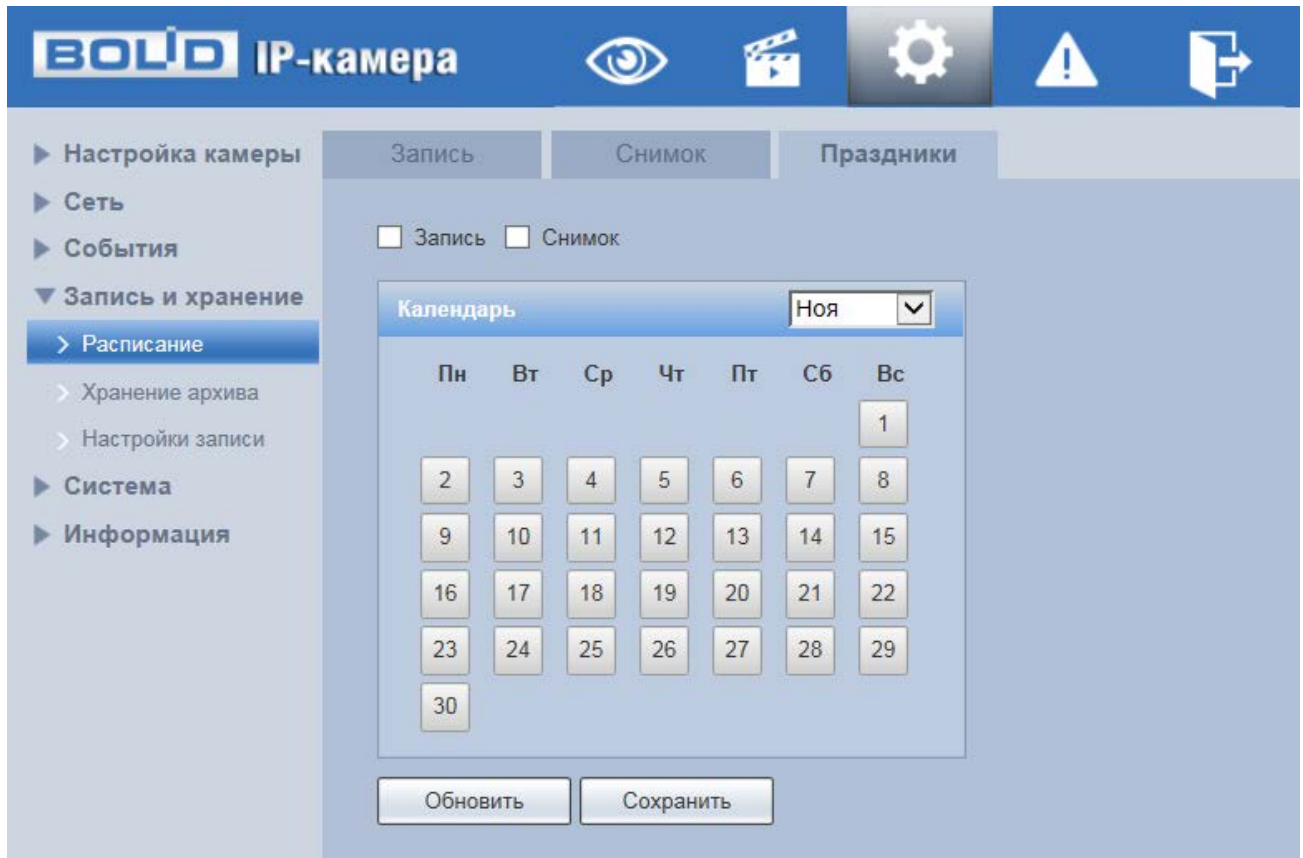 BOLID IP-камера
Настройка камеры
Сеть
События
Запись и хранение
Расписание
Хранение архива
Настройки записи
Система
Информация
Запись Снимок Праздники
Запись Снимок
Календарь Ноя
Пн Вт Ср Чт Пт Сб Вс
1
2 3 4 5 6 7 8
9 10 11 12 13 14 15
16 17 18 19 20 21 22
23 24 25 26 27 28 29
30
Обновить Сохранить